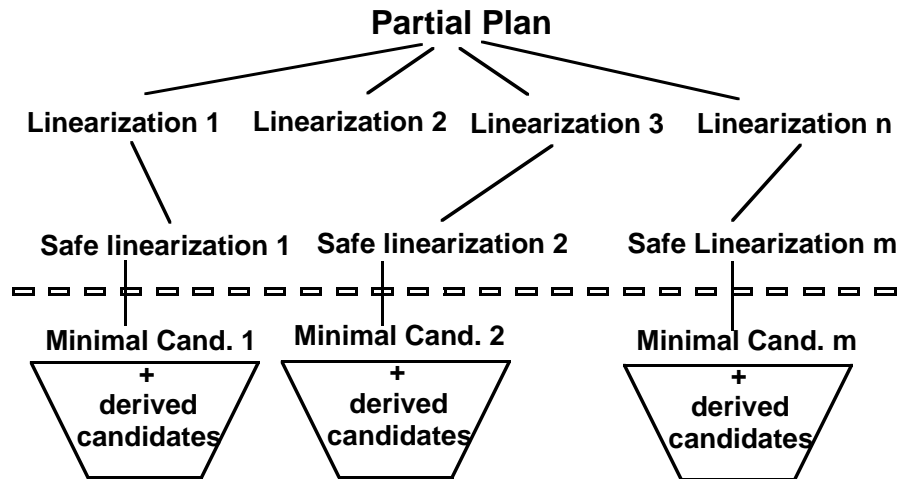 Partial Plan
Linearization 1 Linearization 2 Linearization 3 Linearization n
Safe linearization 1 Safe linearization 2 Safe Linearization m
Minimal Cand. 1 Minimal Cand. 2 Minimal Cand. m
+ + +
derived derived derived
candidates candidates candidates